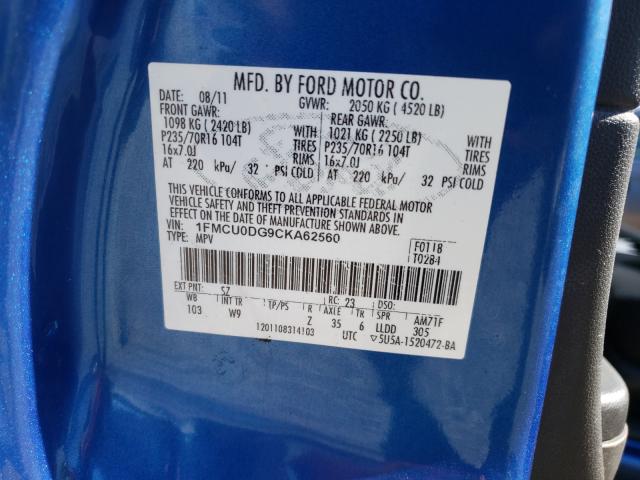 MFD. BY FORD MOTOR CO.
DATE: 08/11 GVWR: 2050 KG ( 4520 LB)
FRONT GAWR: REAR GAWR:
1098 KG ( 2420 LB) 1021 KG ( 2250 LB)
P235/70R16 104T TIRES P235/70R16 104T TIRES
16x7.0J RIMS 16x7.0J RIMS
AT 220 kPa/ 32 PSI COLD AT 220 kPa/ 32 PSI COLD
THIS VEHICLE CONFORMS TO ALL APPLICABLE FEDERAL MOTOR
VEHICLE SAFETY AND THEFT PREVENTION STANDARDS IN
EFFECT ON THE DATE OF MANUFACTURE SHOWN ABOVE.
VIN: 1FMCU0DG9CKA62560
TYPE: MPV
F0118
T0284
EXT PNT: SZ RC: 23 DSO:
WB INT TR TP/PS R AXLE TR SPR AM7TF
103 W9 Z 35 6 LLDD 305
1201108314103 UTC 5U5A-1520472-BA